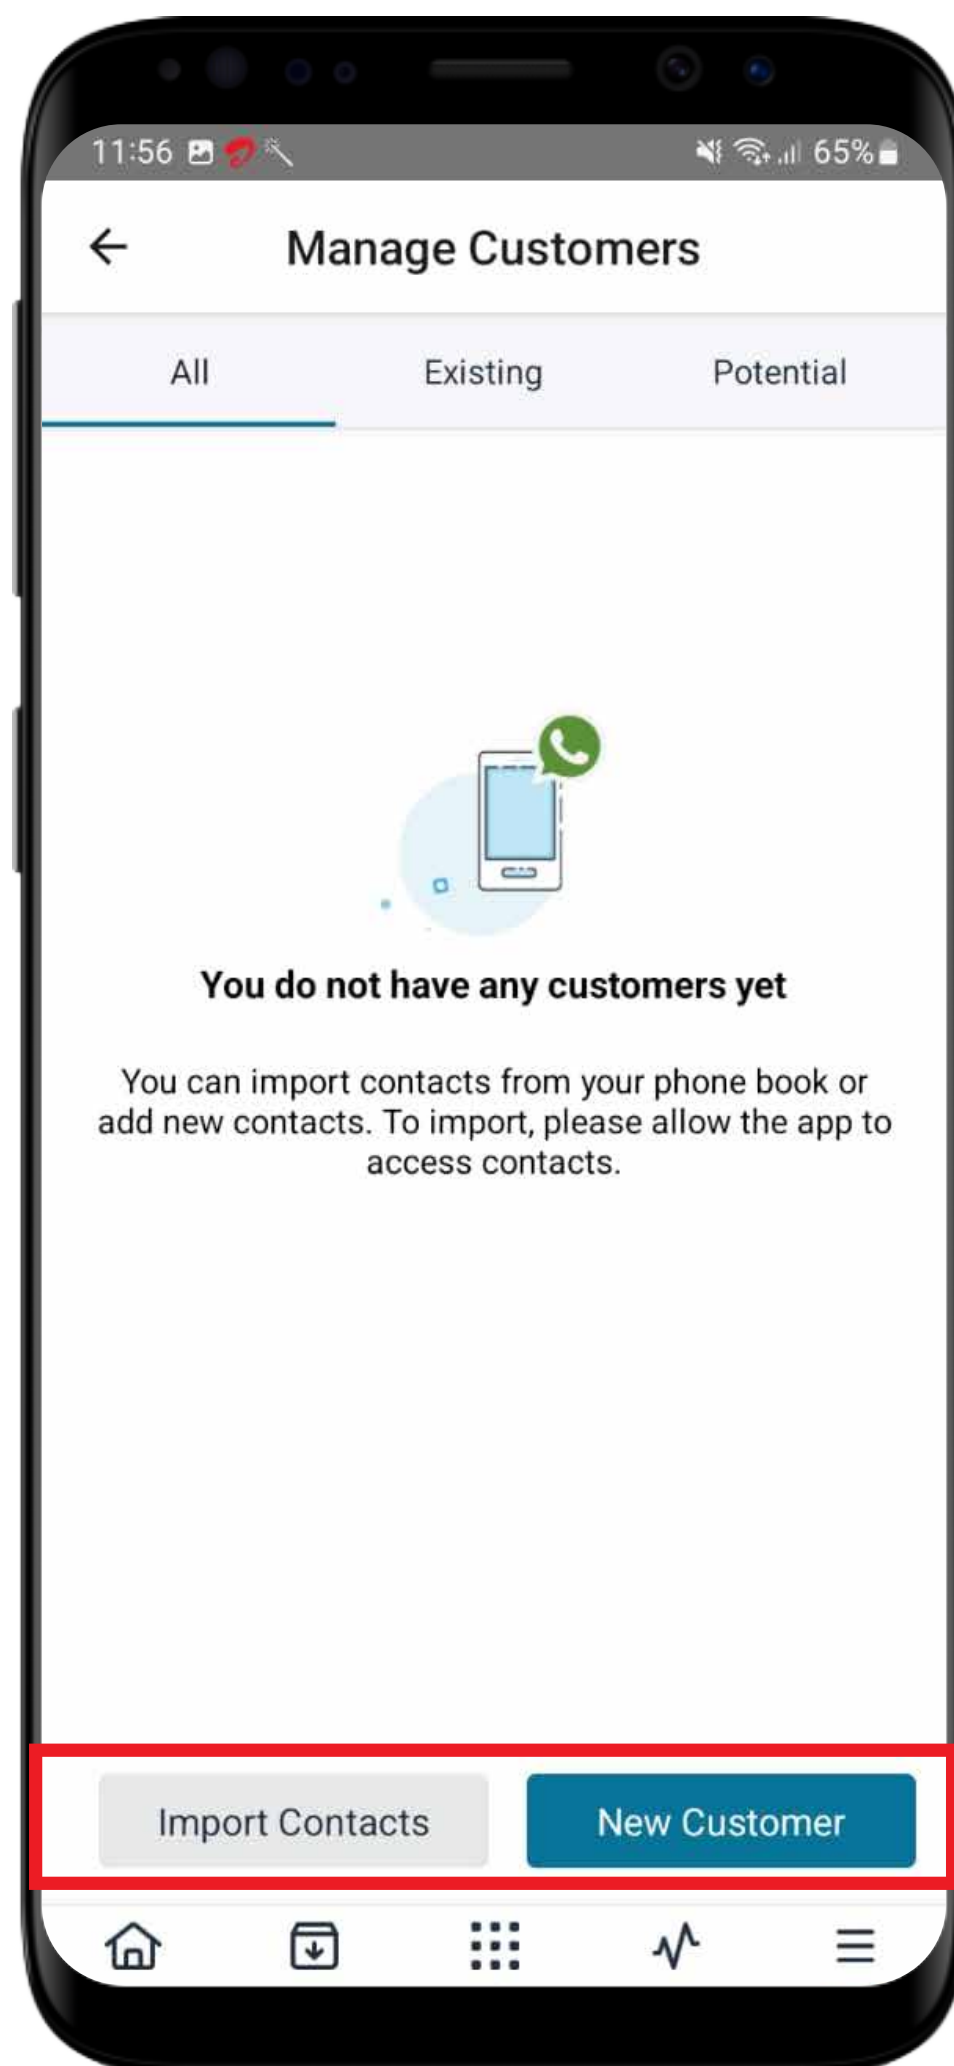 11:56 65%
Manage Customers
All Existing Potential
You do not have any customers yet
You can import contacts from your phone book or
add new contacts. To import, please allow the app to
access contacts.
Import Contacts New Customer